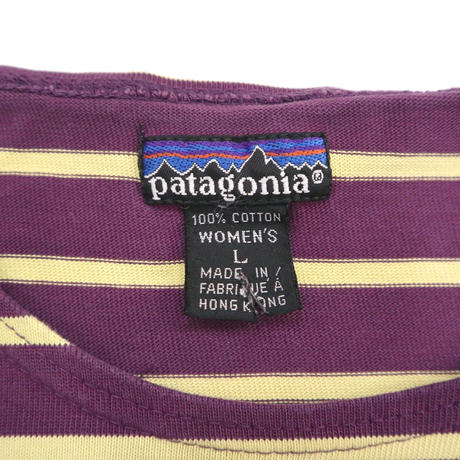 patagonia®
100% COTTON
WOMEN'S
L
MADE IN /
FABRIQUÉ À
HONG KONG